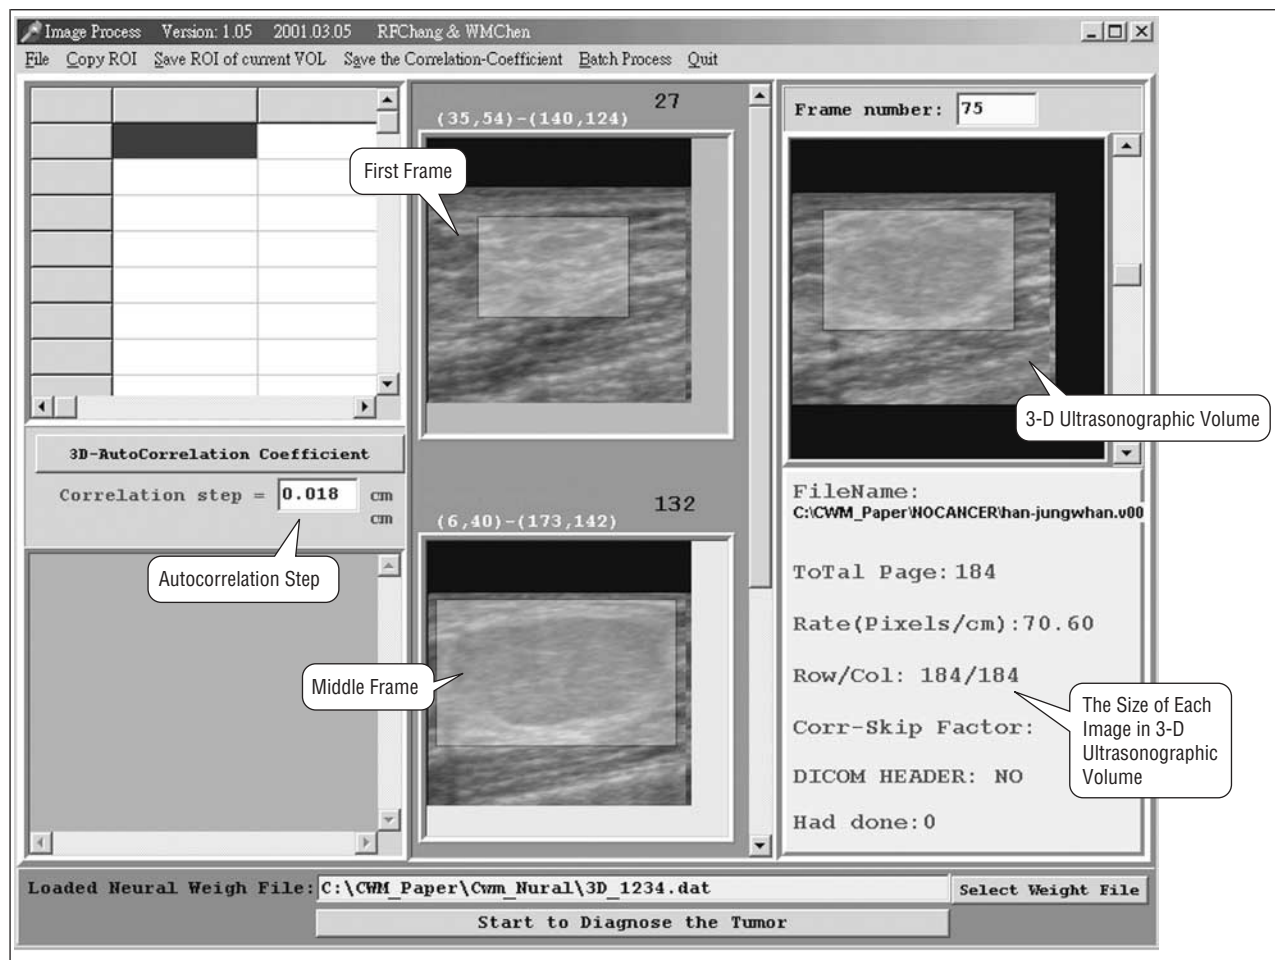 Image Process Version: 1.05 2001.03.05 RFChang & WMChen
File Copy ROI Save ROI of current VOL Save the Correlation-Coefficient Batch Process Quit
27
(35,54)-(140,124)
First Frame
Frame number: 75
3-D Ultrasonographic Volume
3D-AutoCorrelation Coefficient
Correlation step = 0.018 cm
cm
Autocorrelation Step
132
(6,40)-(173,142)
Middle Frame
FileName:
C:\CWM_Paper\NOCANCER\han-jungwhan.v00
ToTal Page: 184
Rate(Pixels/cm):70.60
Row/Col: 184/184
The Size of Each
Image in 3-D
Ultrasonographic
Volume
Corr-Skip Factor:
DICOM HEADER: NO
Had done:0
Loaded Neural Weigh File: C:\CWM_Paper\Cwm_Nural\3D_1234.dat Select Weight File
Start to Diagnose the Tumor